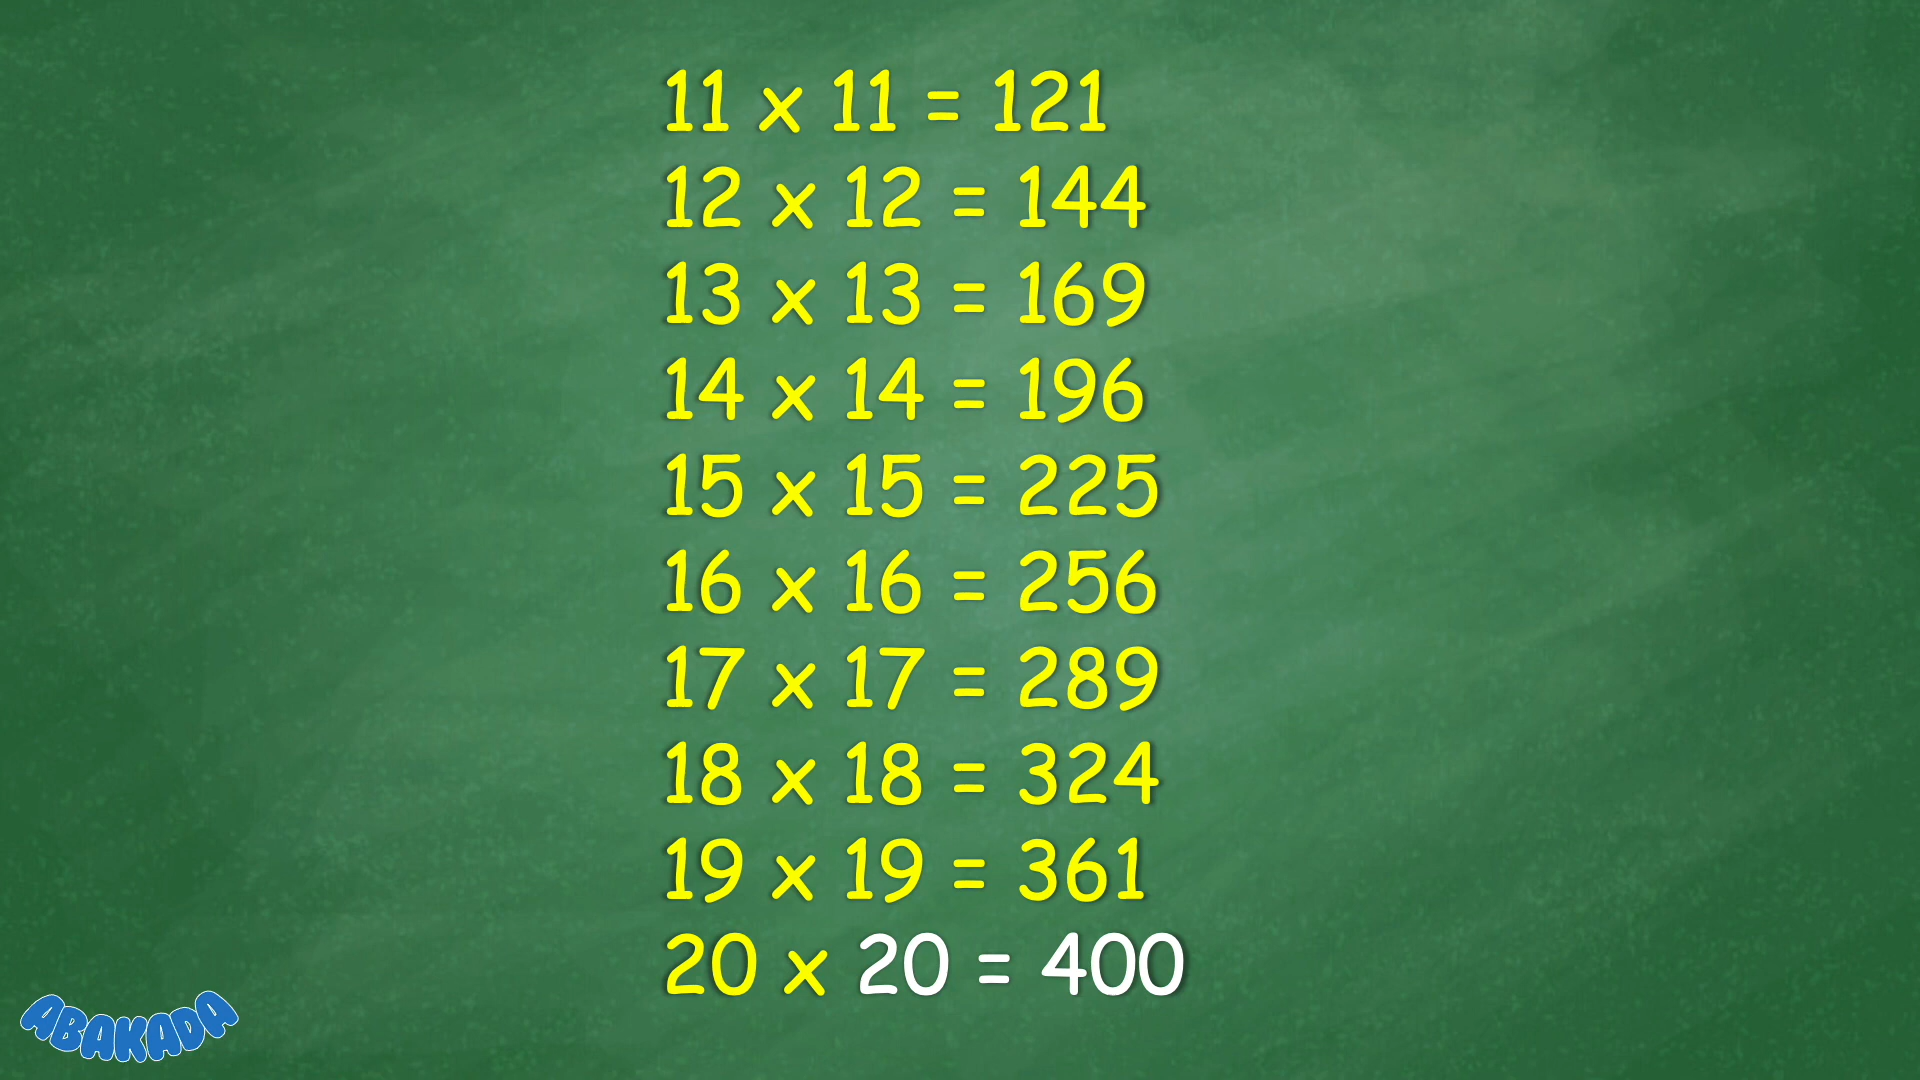 11 x 11 = 121
12 x 12 = 144
13 x 13 = 169
14 x 14 = 196
15 x 15 = 225
16 x 16 = 256
17 x 17 = 289
18 x 18 = 324
19 x 19 = 361
20 x 20 = 400
ABAKADA